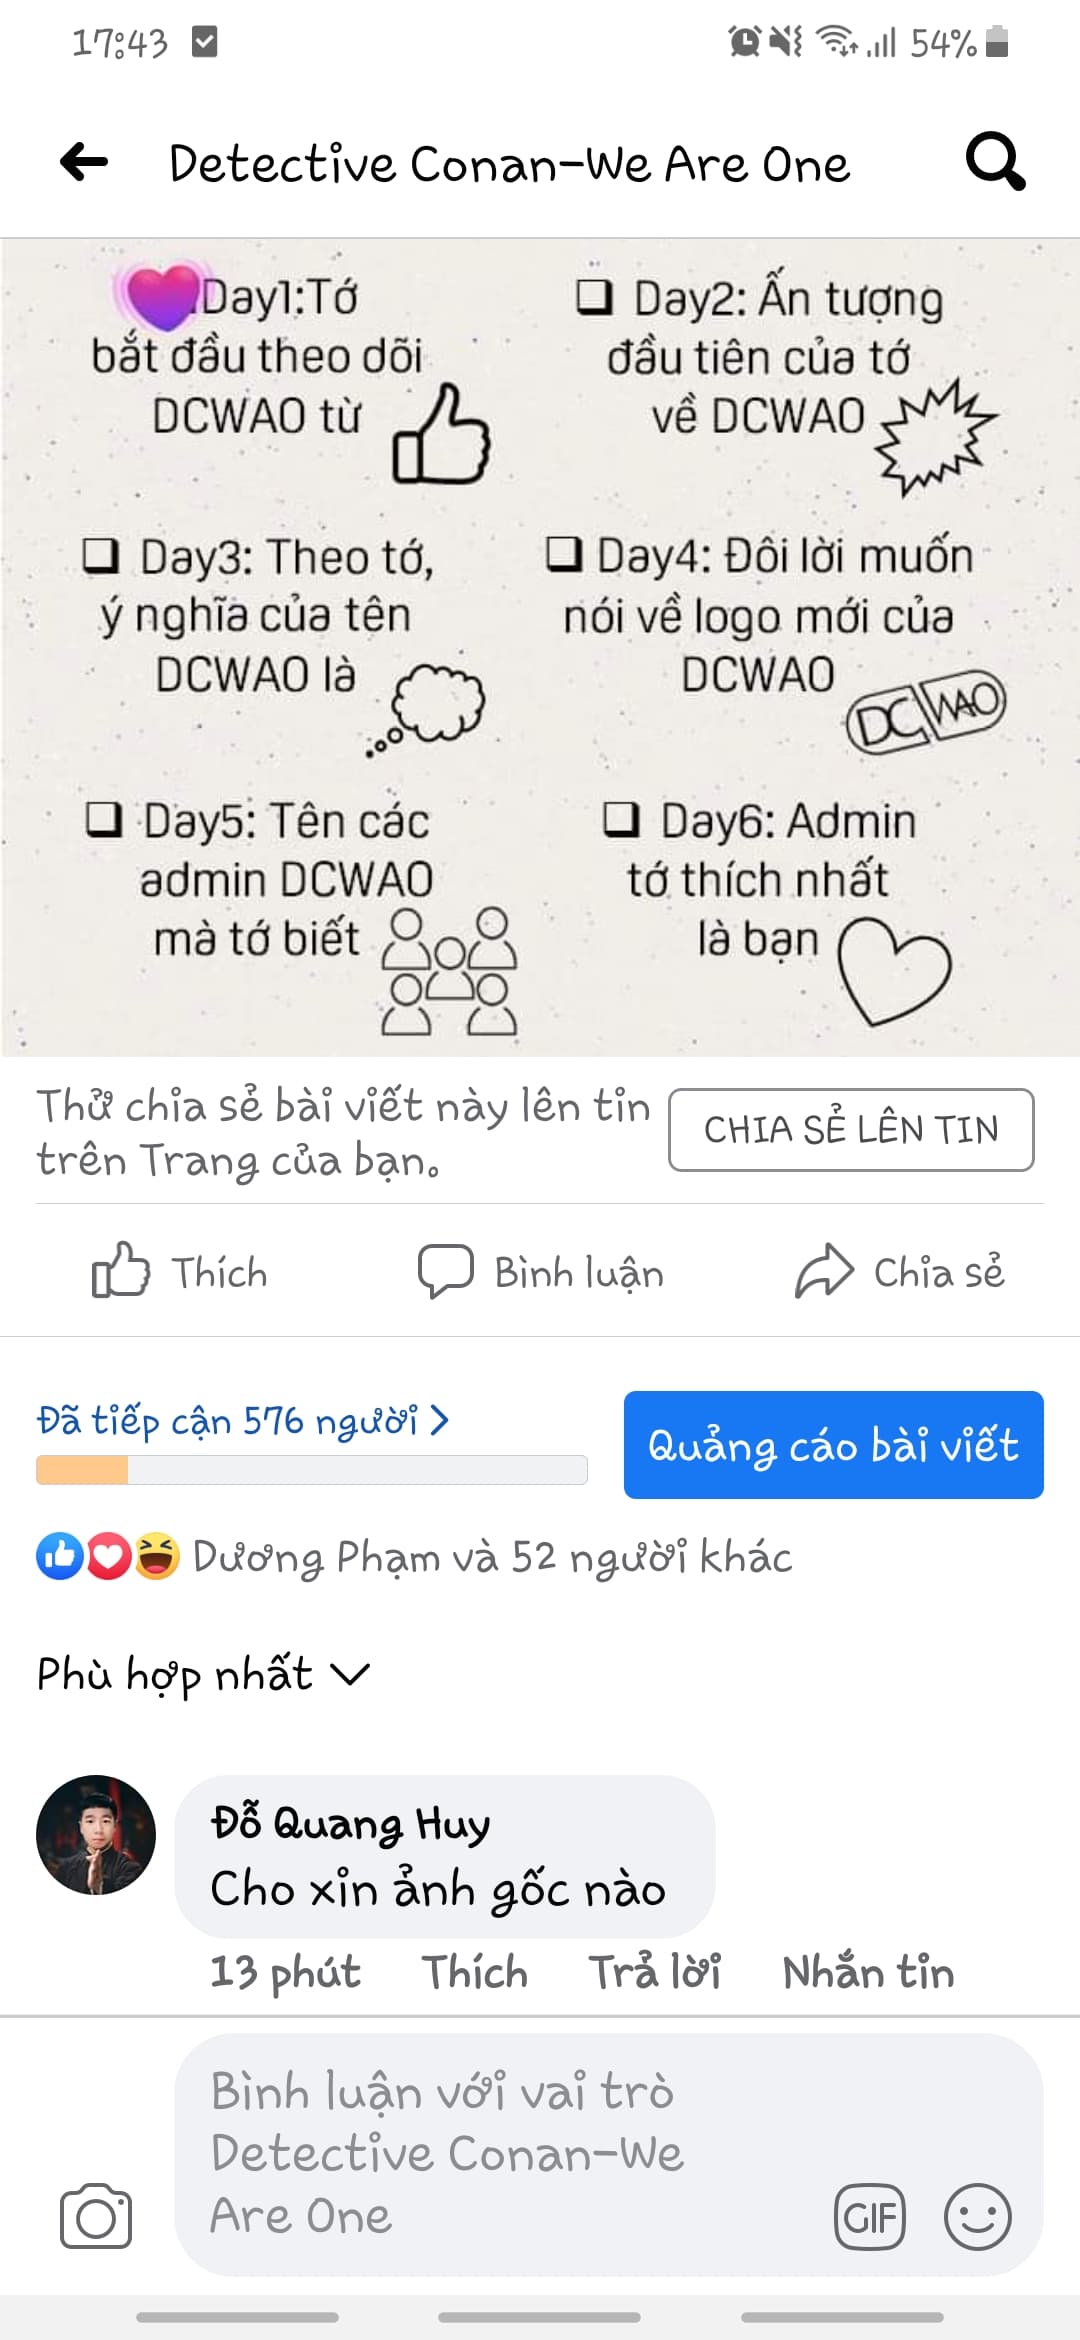 17:43
54%
Detective Conan-We Are One
Day1:Tớ
bắt đầu theo dõi
DCWAO từ
Day2: Ấn tượng
đầu tiên của tớ
về DCWAO
Day3: Theo tớ,
ý nghĩa của tên
DCWAO là
Day4: Đôi lời muốn
nói về logo mới của
DCWAO
DC WAO
Day5: Tên các
admin DCWAO
mà tớ biết
Day6: Admin
tớ thích nhất
là bạn
Thử chia sẻ bài viết này lên tin
trên Trang của bạn.
CHIA SẺ LÊN TIN
Thích
Bình luận
Chia sẻ
Đã tiếp cận 576 người
Quảng cáo bài viết
Dương Phạm và 52 người khác
Phù hợp nhất
Đỗ Quang Huy
Cho xin ảnh gốc nào
13 phút Thích Trả lời Nhắn tin
Bình luận với vai trò
Detective Conan-We
Are One
GIF